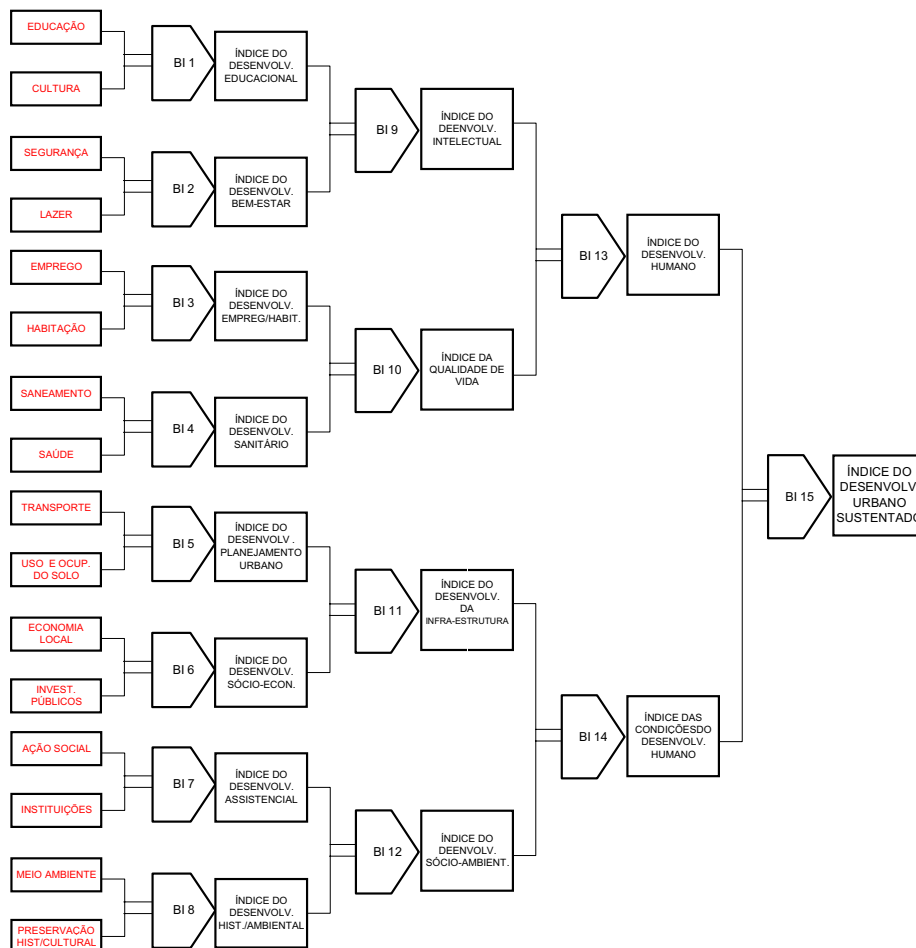 EDUCAÇÃO
CULTURA
BI 1
ÍNDICE DO
DESENVOLV.
EDUCACIONAL
SEGURANÇA
LAZER
BI 2
ÍNDICE DO
DESENVOLV.
BEM-ESTAR
BI 9
ÍNDICE DO
DEENVOLV.
INTELECTUAL
EMPREGO
HABITAÇÃO
BI 3
ÍNDICE DO
DESENVOLV.
EMPREG/HABIT.
SANEAMENTO
SAÚDE
BI 4
ÍNDICE DO
DESENVOLV.
SANITÁRIO
BI 10
ÍNDICE DA
QUALIDADE DE
VIDA
BI 13
ÍNDICE DO
DESENVOLV.
HUMANO
TRANSPORTE
USO E OCUP.
DO SOLO
BI 5
ÍNDICE DO
DESENVOLV .
PLANEJAMENTO
URBANO
ECONOMIA
LOCAL
INVEST.
PÚBLICOS
BI 6
ÍNDICE DO
DESENVOLV.
SÓCIO-ECON.
BI 11
ÍNDICE DO
DESENVOLV.
DA
INFRA-ESTRUTURA
AÇÃO SOCIAL
INSTITUIÇÕES
BI 7
ÍNDICE DO
DESENVOLV.
ASSISTENCIAL
MEIO AMBIENTE
PRESERVAÇÃO
HIST/CULTURAL
BI 8
ÍNDICE DO
DESENVOLV.
HIST./AMBIENTAL
BI 12
ÍNDICE DO
DEENVOLV.
SÓCIO-AMBIENT.
BI 14
ÍNDICE DAS
CONDIÇÕESDO
DESENVOLV.
HUMANO
BI 15
ÍNDICE DO
DESENVOLV
URBANO
SUSTENTADO